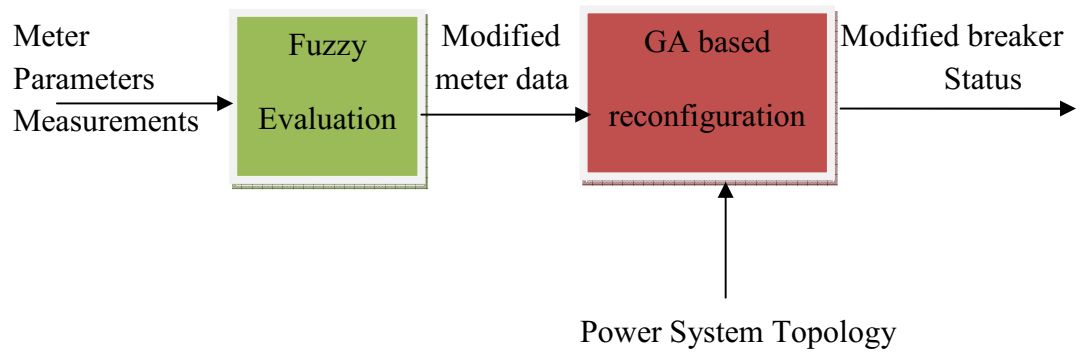 Meter
Parameters
Measurements
Fuzzy
Evaluation
Modified
meter data
GA based
reconfiguration
Modified breaker
Status
Power System Topology